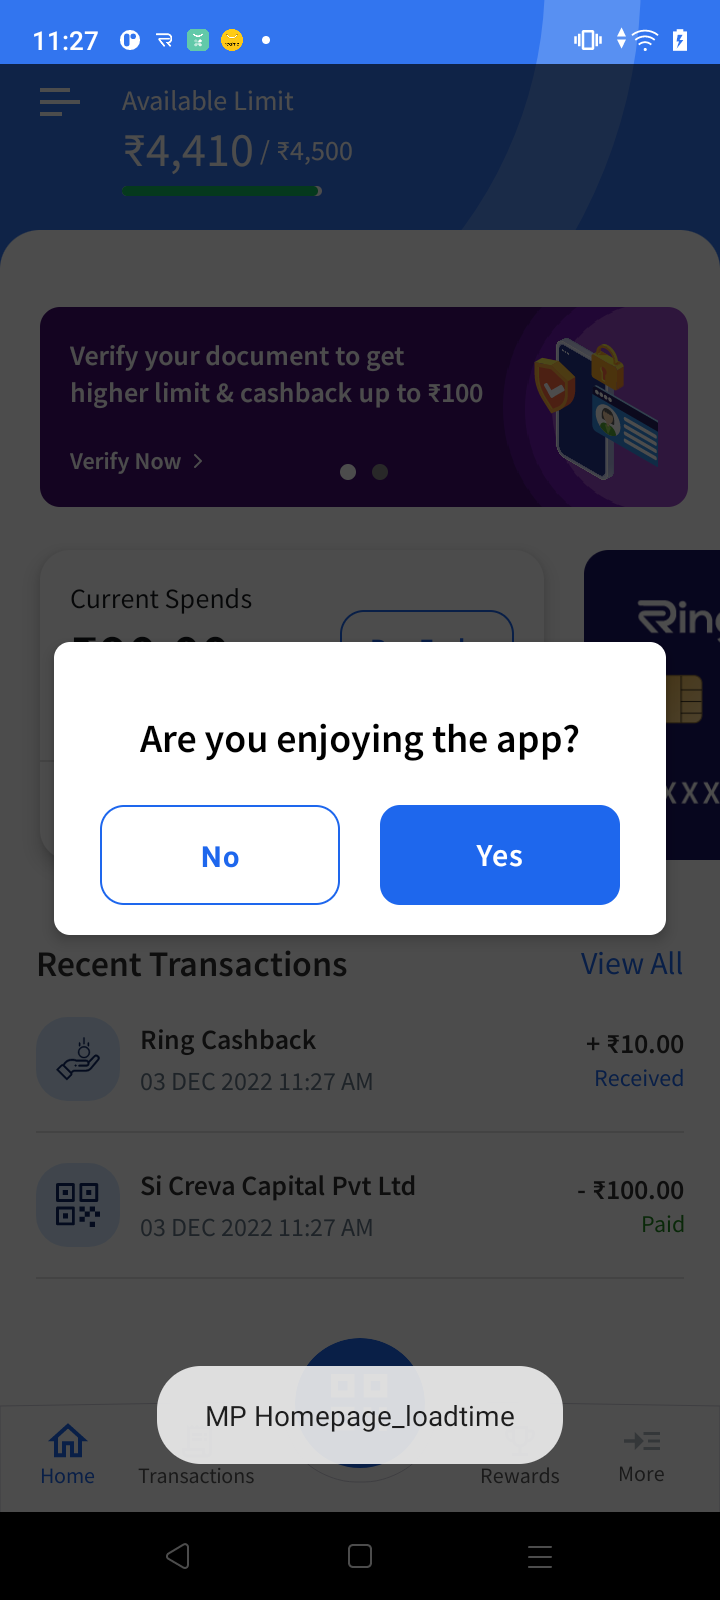 11:27
Available Limit
₹4,410 / ₹4,500
Verify your document to get
higher limit & cashback up to ₹100
Verify Now
Current Spends
Ring
XXX
Are you enjoying the app?
No
Yes
Recent Transactions
View All
Ring Cashback
+ ₹10.00
03 DEC 2022 11:27 AM
Received
Si Creva Capital Pvt Ltd
- ₹100.00
03 DEC 2022 11:27 AM
Paid
MP Homepage_loadtime
Home
Transactions
Rewards
More